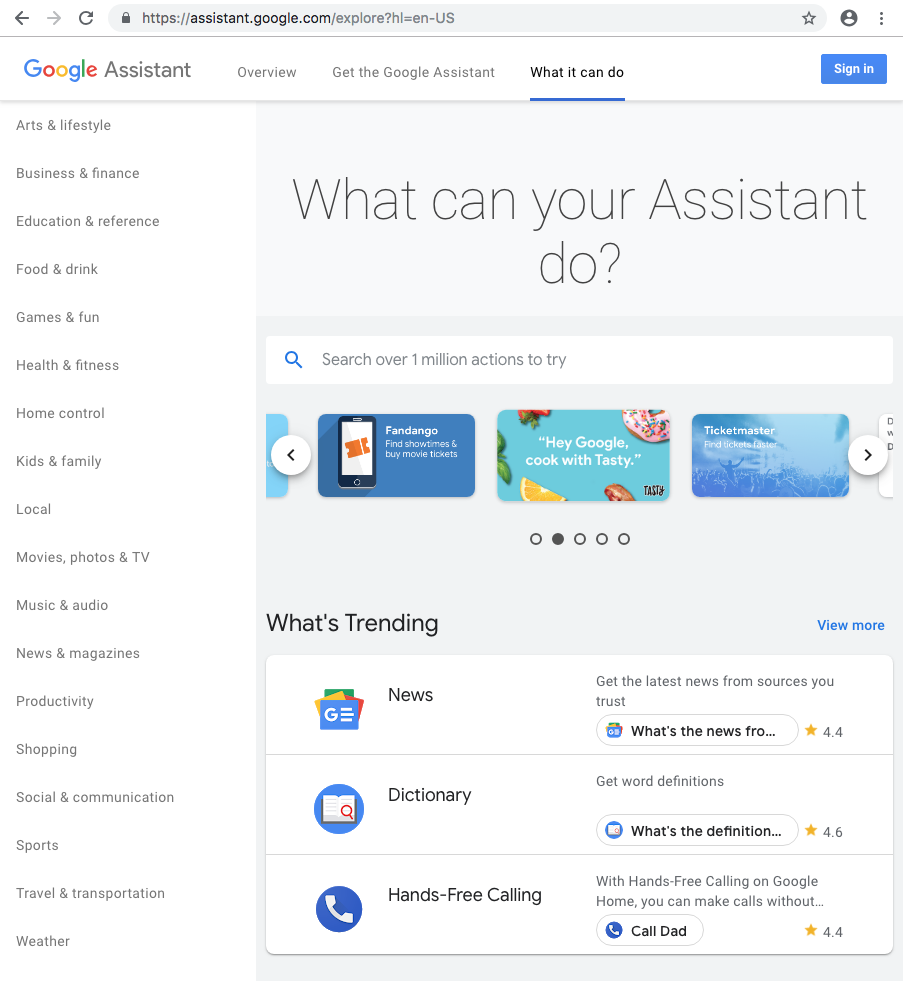 https://assistant.google.com/explore?hl=en-US
Google Assistant
Overview
Get the Google Assistant
What it can do
Sign in
Arts & lifestyle
Business & finance
Education & reference
Food & drink
Games & fun
Health & fitness
Home control
Kids & family
Local
Movies, photos & TV
Music & audio
News & magazines
Productivity
Shopping
Social & communication
Sports
Travel & transportation
Weather
What can your Assistant
do?
Search over 1 million actions to try
Fandango
Find showtimes &
buy movie tickets
“Hey Google,
cook with Tasty.”
TASTY
Ticketmaster
Find tickets faster
What's Trending
View more
News
Get the latest news from sources you
trust
What's the news fro...
4.4
Dictionary
Get word definitions
What's the definition...
4.6
Hands-Free Calling
With Hands-Free Calling on Google
Home, you can make calls without...
Call Dad
4.4